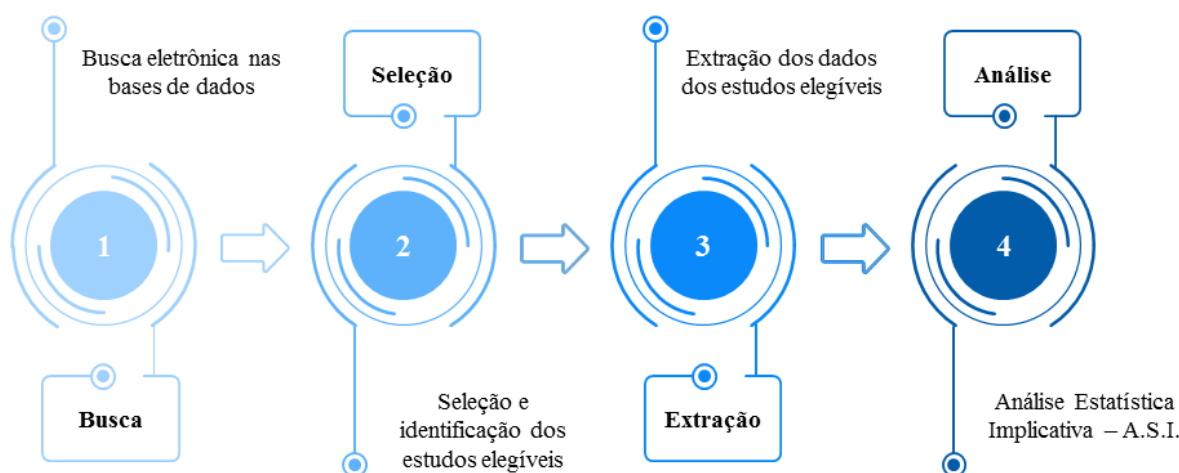 Busca eletrônica nas
bases de dados
1
Busca
Seleção
2
Seleção e
identificação dos
estudos elegíveis
Extração dos dados
dos estudos elegíveis
3
Extração
Análise
4
Análise Estatística
Implicativa – A.S.I.